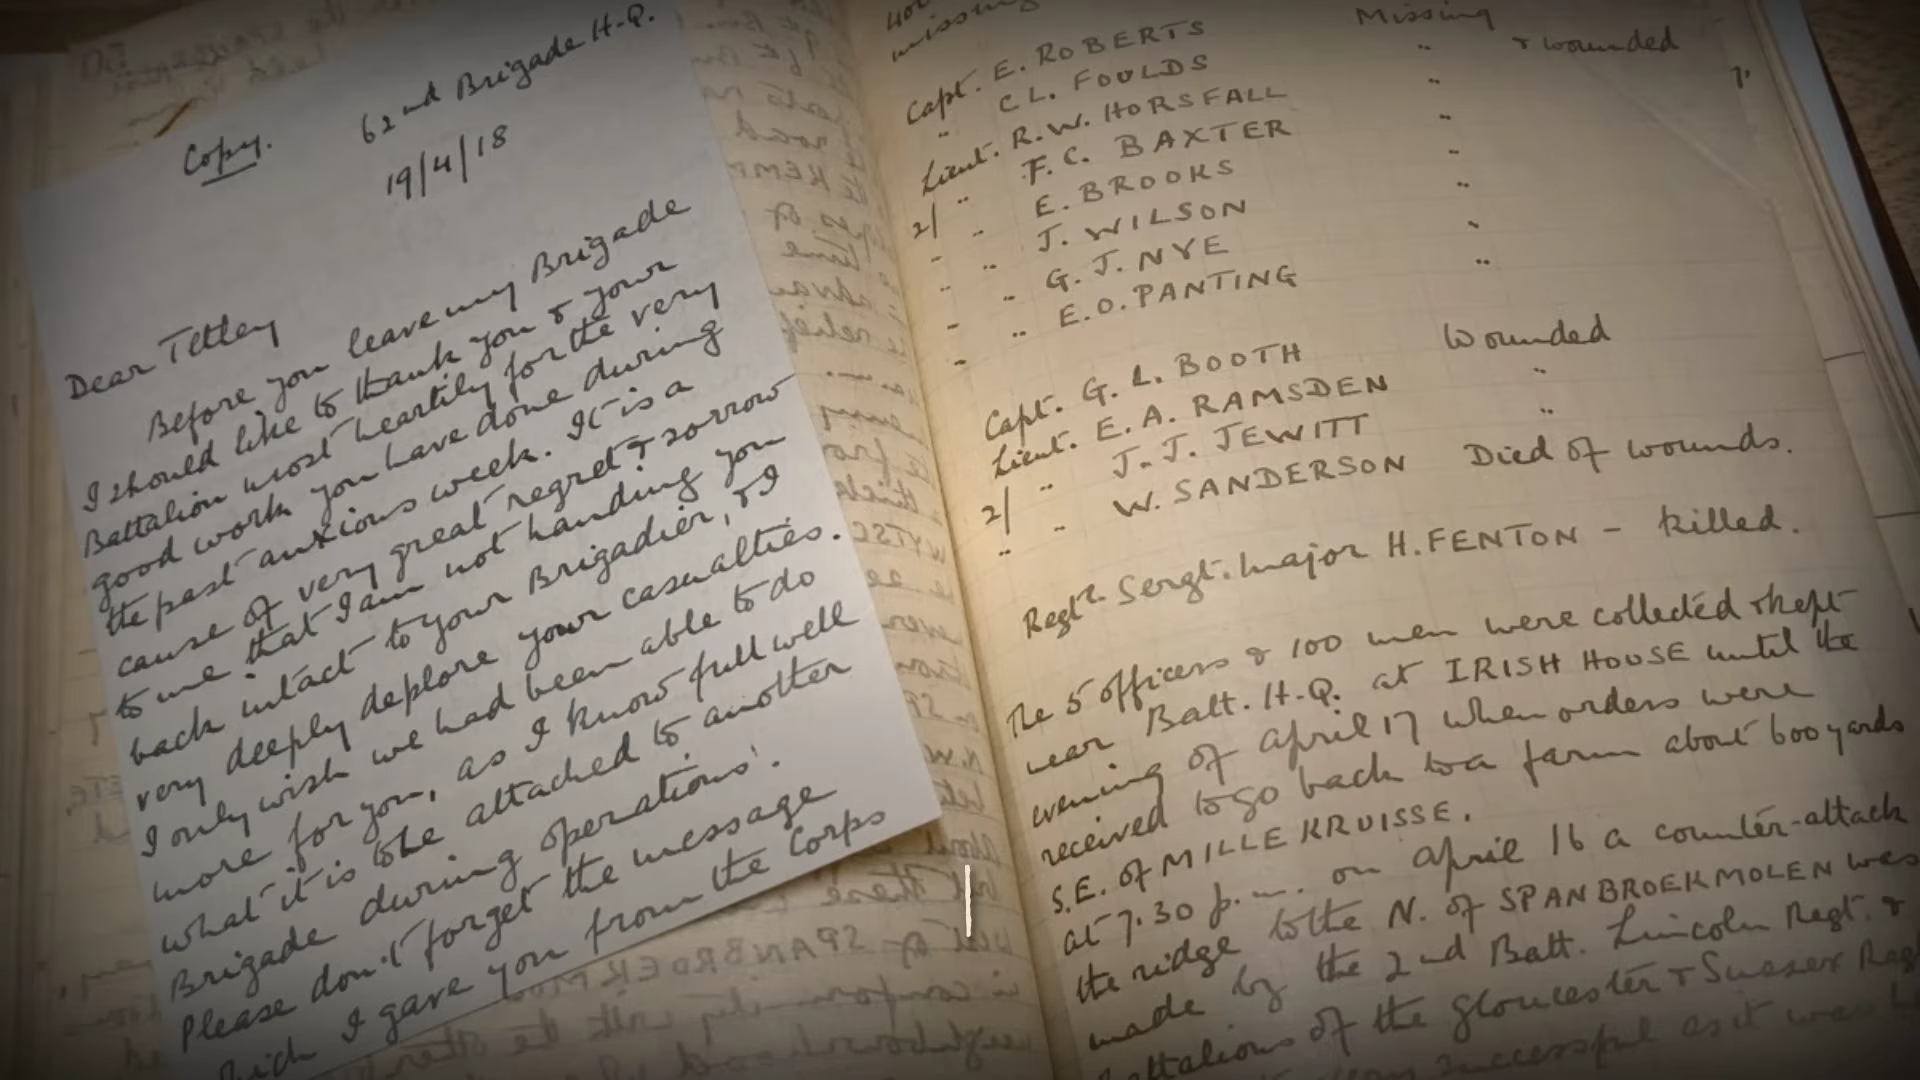 Copy. 62nd Brigade H-Q.
19/4/18
Dear Tetley
Before you leave my Brigade
I should like to thank you & your
Battalion most heartily for the very
good work you have done during
the past anxious week. It is a
cause of very great regret & sorrow
to me that I am not handing you
back intact to your Brigadier, & I
very deeply deplore your casualties.
I only wish we had been able to do
more for you, as I know full well
what it is to be attached to another
Brigade during operations.
Please don't forget the message
which I gave you from the Corps
missing
Capt. E. ROBERTS Missing
" C L. FOULDS " & wounded
Lieut. R.W. HORSFALL "
" F. C. BAXTER "
2/ " E. BROOKS "
" " J. WILSON "
" " G. J. NYE "
" " E.O. PANTING "
Capt. G. L. BOOTH Wounded
Lieut. E. A. RAMSDEN "
2/ " J. J. JEWITT "
" " W. SANDERSON Died of wounds.
Regtl. Sergt. Major H. FENTON - killed.
The 5 officers & 100 men were collected & kept
near Batt. H-Q. at IRISH HOUSE until the
evening of April 17 when orders were
received to go back to a farm about 600 yards
S.E. of MILLE KRUISSE.
at 7.30 p.m. on April 16 a counter-attack
the ridge to the N. of SPANBROEKMOLEN was
made by the 2nd Batt. Lincoln Regt. &
battalions of the Gloucester & Sussex Reg
very successful as it was